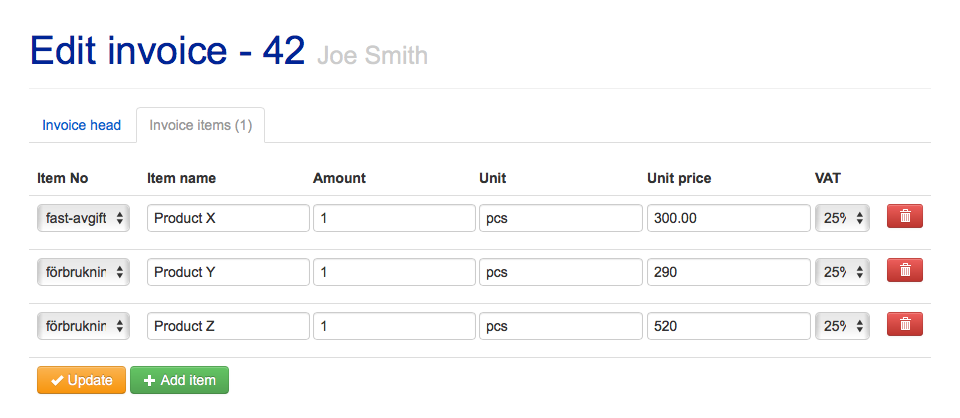 Edit invoice - 42 Joe Smith
Invoice head Invoice items (1)
Item No Item name Amount Unit Unit price VAT
fast-avgift Product X 1 pcs 300.00 25%
förbruknin Product Y 1 pcs 290 25%
förbruknin Product Z 1 pcs 520 25%
Update Add item